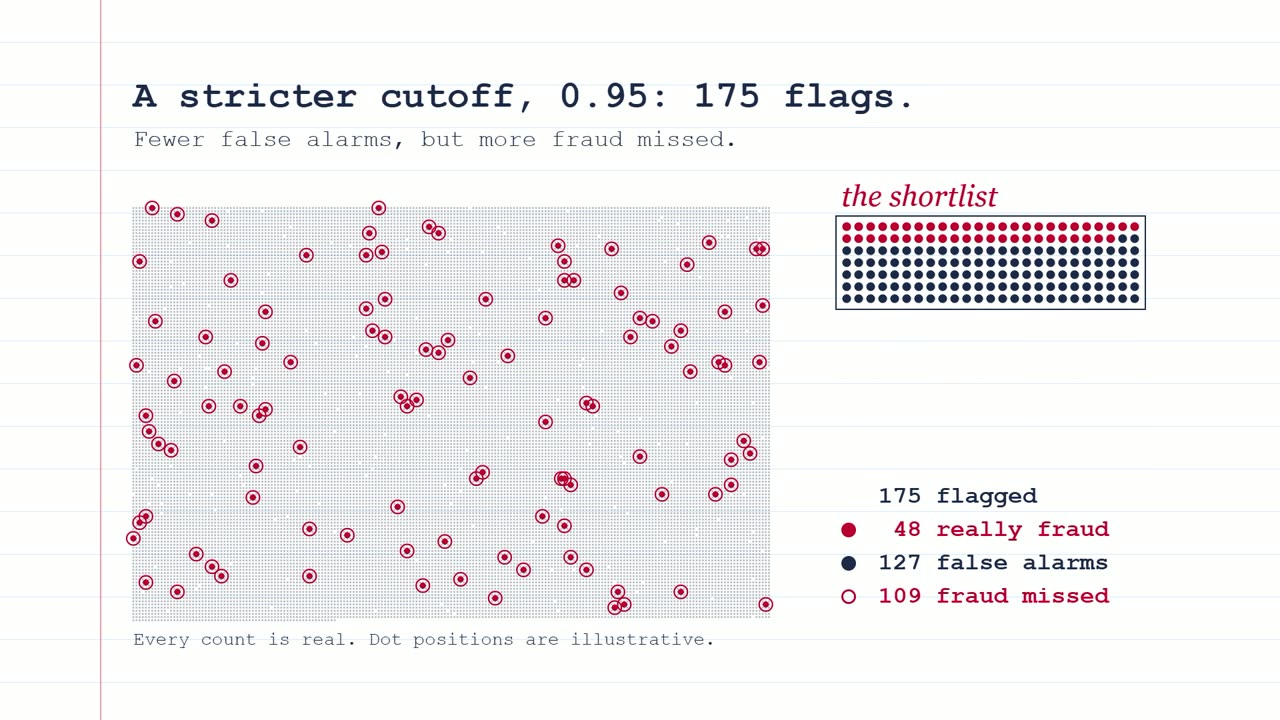 A stricter cutoff, 0.95: 175 flags.
Fewer false alarms, but more fraud missed.
the shortlist
175 flagged
48 really fraud
127 false alarms
109 fraud missed
Every count is real. Dot positions are illustrative.